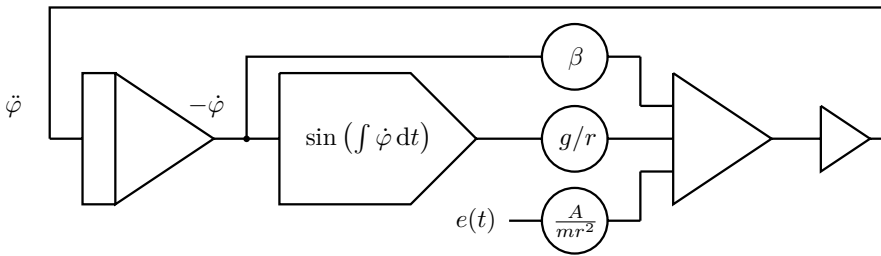 β
φ̈
−φ̇
sin (∫ φ̇ dt)
g/r
e(t)
A/mr²